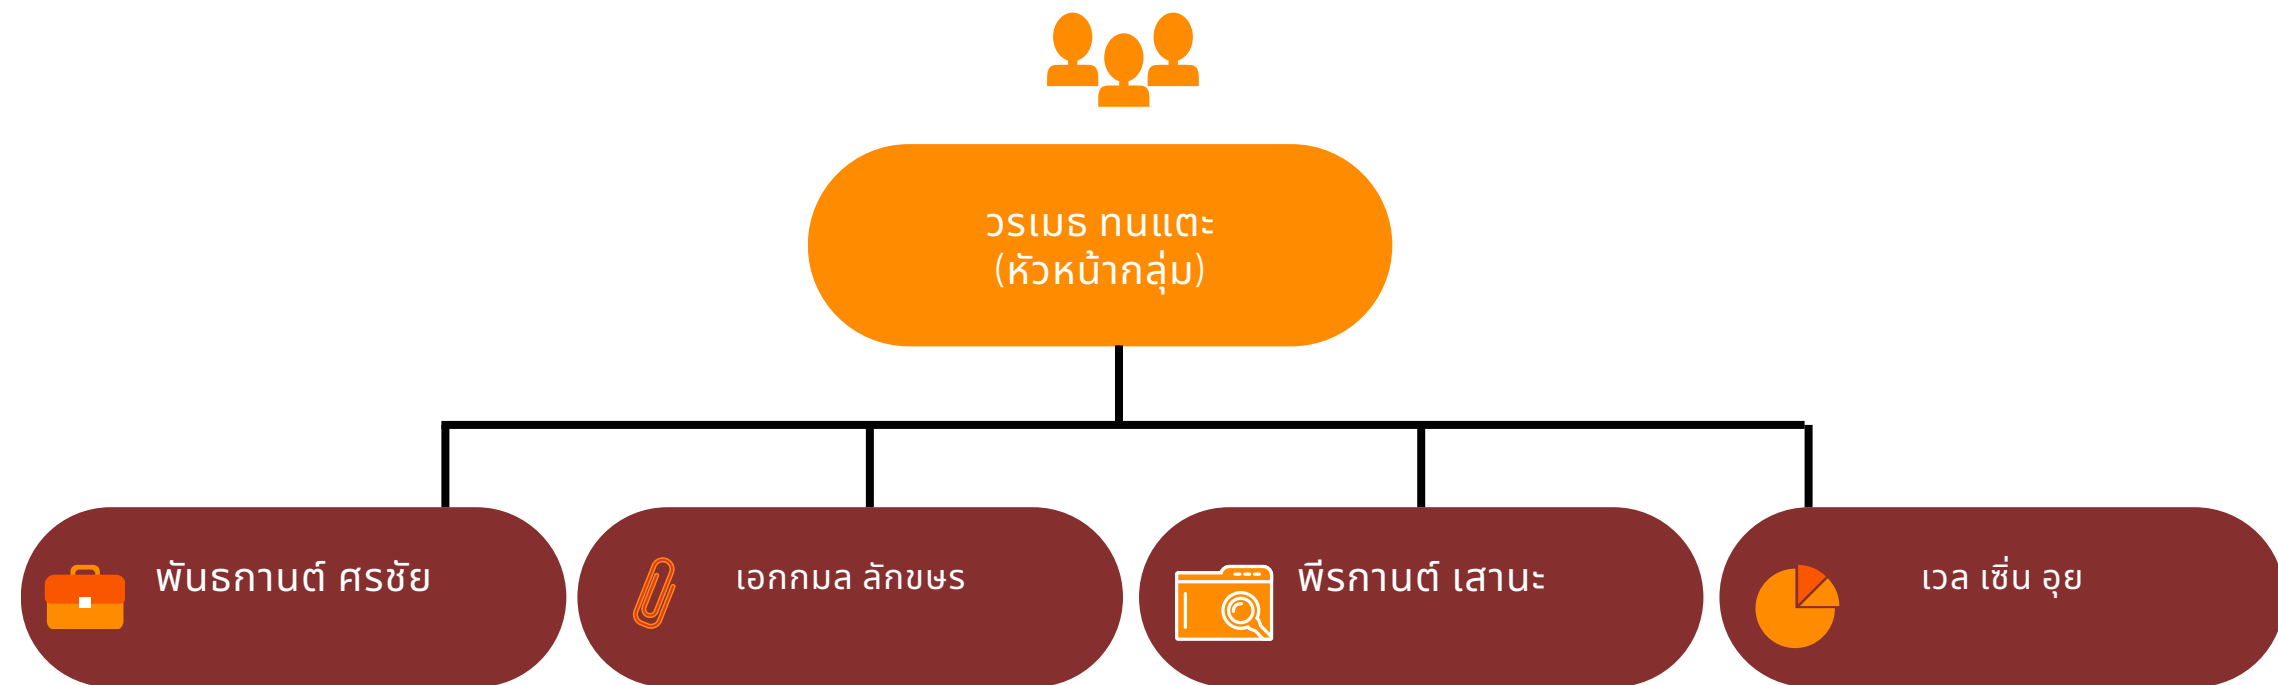 วรเมธ ทนแตะ
(หัวหน้ากลุ่ม)
พันธกานต์ ศรชัย
เอกกมล ลักขษร
พีรกานต์ เสานะ
เวล เซิ่น อุย